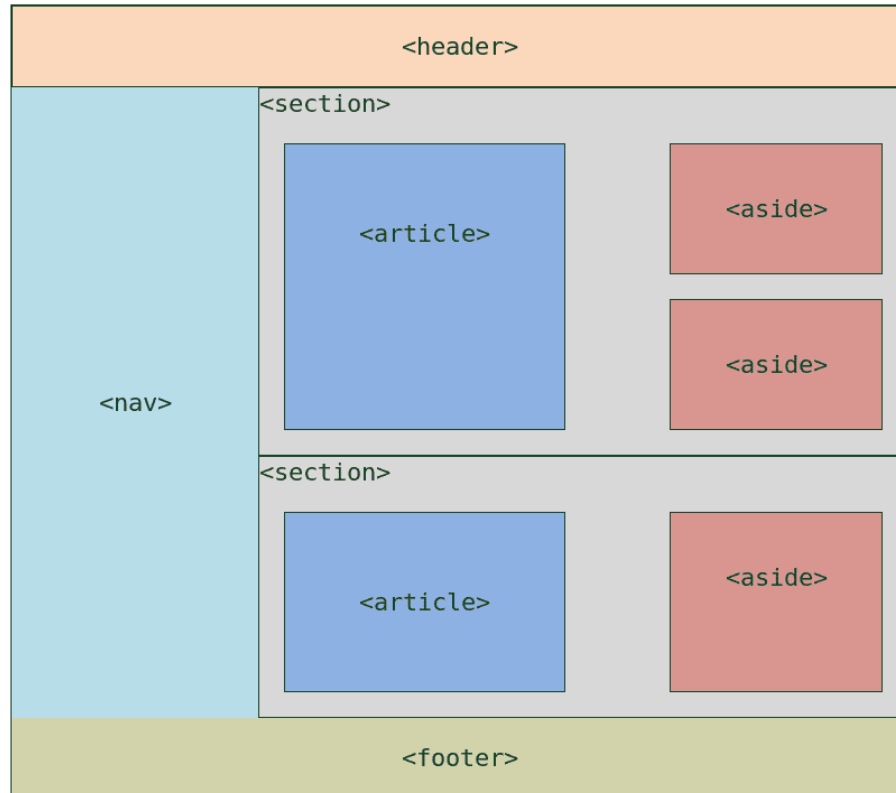 <header>
<nav>
<section>
<article>
<aside>
<aside>
<section>
<article>
<aside>
<footer>